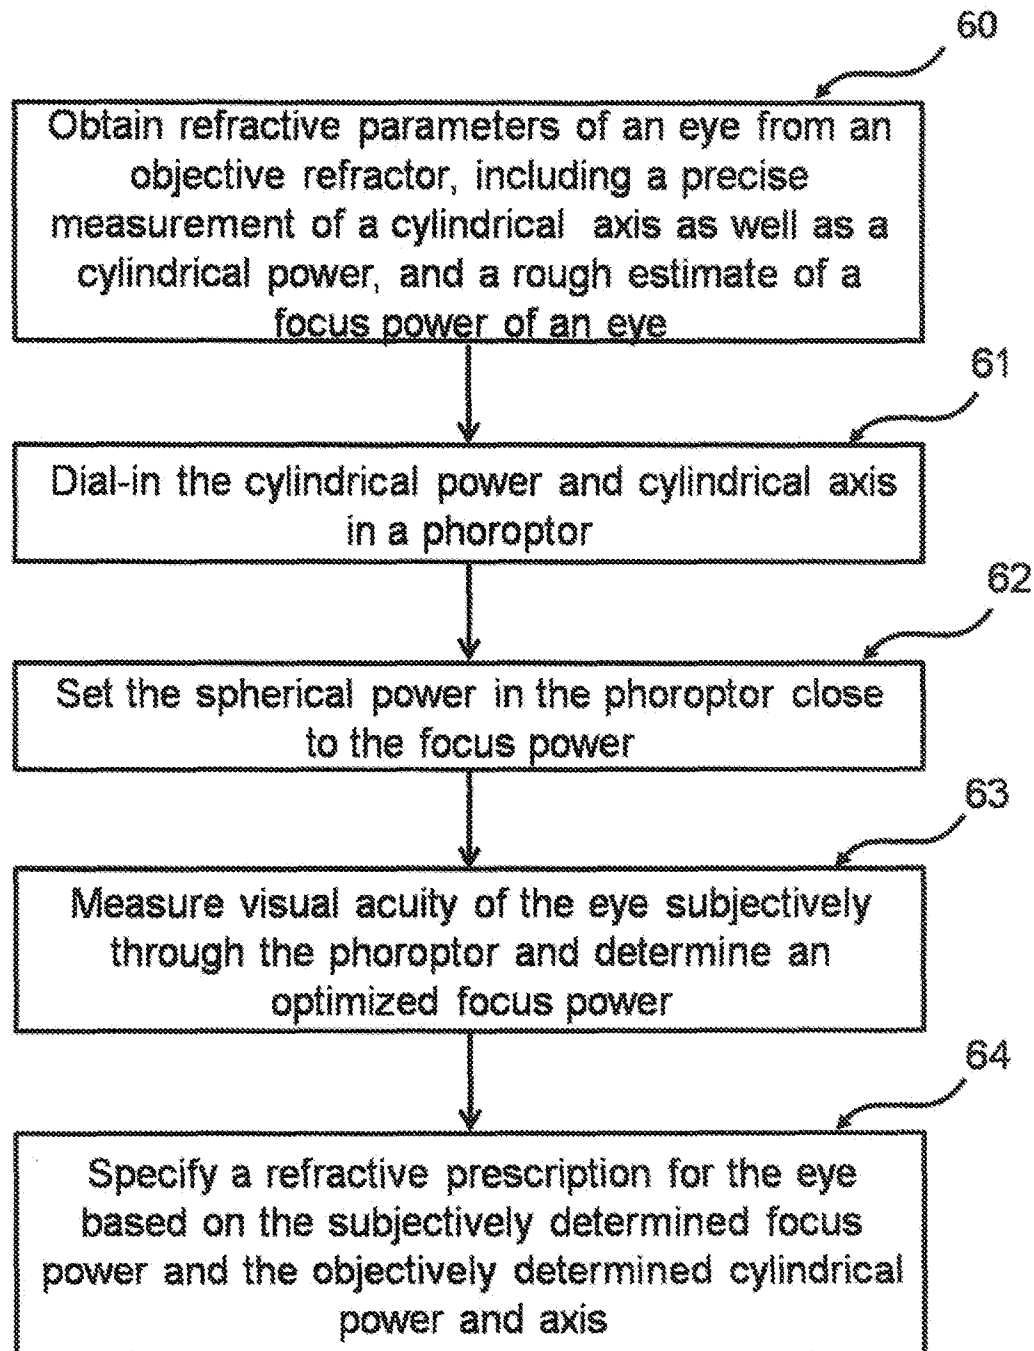 60
Obtain refractive parameters of an eye from an
objective refractor, including a precise
measurement of a cylindrical axis as well as a
cylindrical power, and a rough estimate of a
focus power of an eye
61
Dial-in the cylindrical power and cylindrical axis
in a phoroptor
62
Set the spherical power in the phoroptor close
to the focus power
63
Measure visual acuity of the eye subjectively
through the phoroptor and determine an
optimized focus power
64
Specify a refractive prescription for the eye
based on the subjectively determined focus
power and the objectively determined cylindrical
power and axis